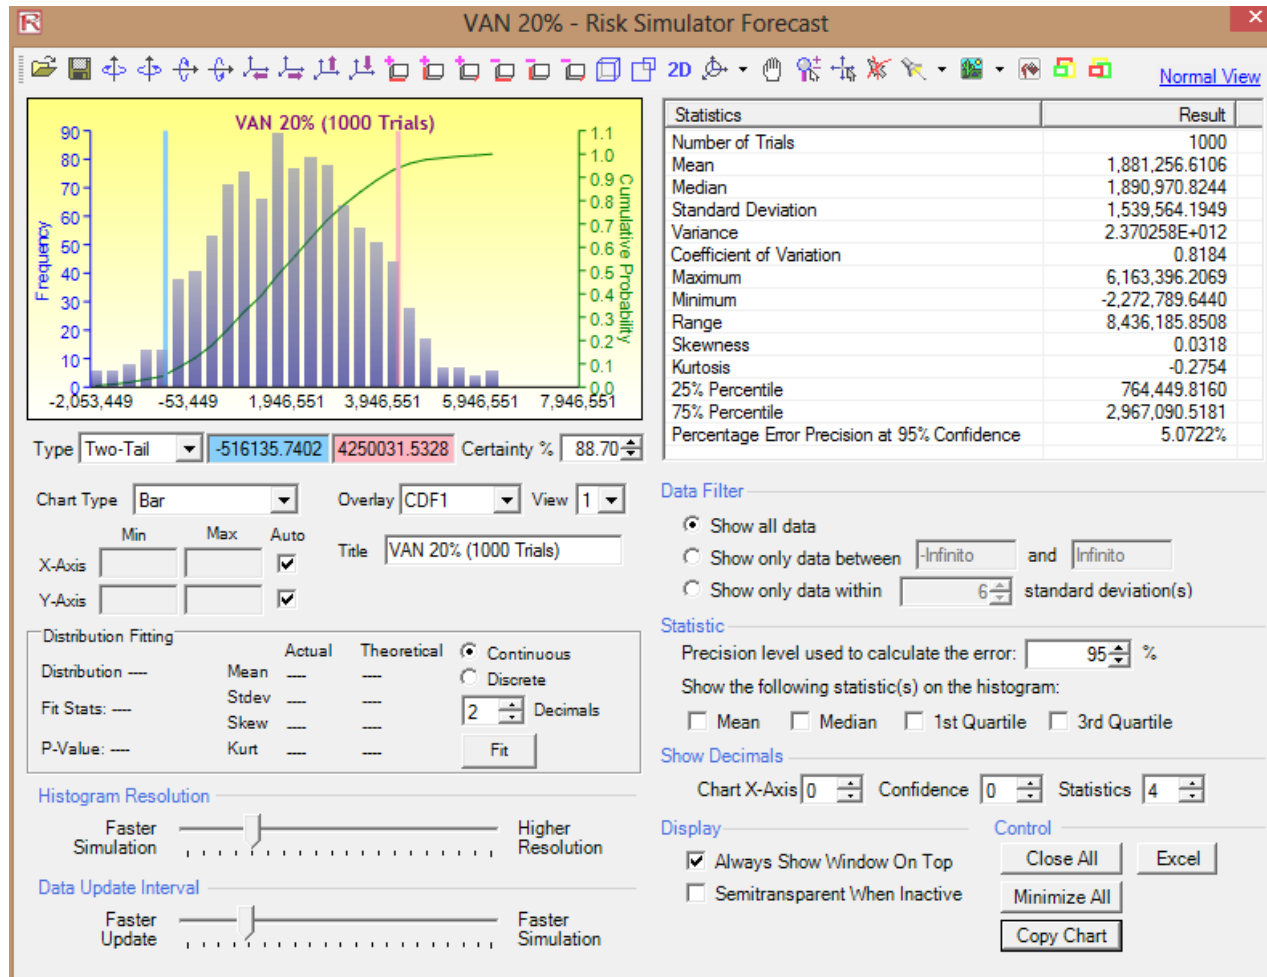 VAN 20% - Risk Simulator Forecast
2D
Normal View
VAN 20% (1000 Trials)
Frequency
90
80
70
60
50
40
30
20
10
0
1.1
1.0
0.9
0.8
0.7
0.6
0.5
0.4
0.3
0.2
0.1
0.0
Cumulative Probability
-2,053,449 -53,449 1,946,551 3,946,551 5,946,551 7,946,551
Type Two-Tail -516135.7402 4250031.5328 Certainty % 88.70
Chart Type Bar Overlay CDF1 View 1
Min Max Auto
X-Axis
Y-Axis
Title VAN 20% (1000 Trials)
Distribution Fitting
Actual Theoretical
Distribution ----
Mean ---- ----
Fit Stats: ----
Stdev ---- ----
Skew ---- ----
P-Value: ----
Kurt ---- ----
Continuous
Discrete
2 Decimals
Fit
Histogram Resolution
Faster Simulation
Higher Resolution
Data Update Interval
Faster Update
Faster Simulation
Statistics Result
Number of Trials 1000
Mean 1,881,256.6106
Median 1,890,970.8244
Standard Deviation 1,539,564.1949
Variance 2.370258E+012
Coefficient of Variation 0.8184
Maximum 6,163,396.2069
Minimum -2,272,789.6440
Range 8,436,185.8508
Skewness 0.0318
Kurtosis -0.2754
25% Percentile 764,449.8160
75% Percentile 2,967,090.5181
Percentage Error Precision at 95% Confidence 5.0722%
Data Filter
Show all data
Show only data between -Infinito and Infinito
Show only data within 6 standard deviation(s)
Statistic
Precision level used to calculate the error: 95 %
Show the following statistic(s) on the histogram:
Mean Median 1st Quartile 3rd Quartile
Show Decimals
Chart X-Axis 0 Confidence 0 Statistics 4
Display
Always Show Window On Top
Semitransparent When Inactive
Control
Close All Excel
Minimize All
Copy Chart